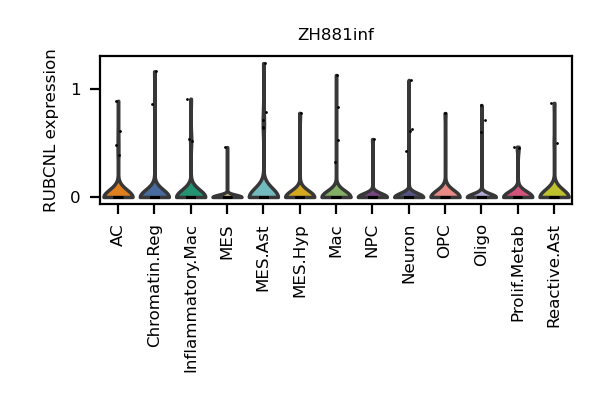 ZH881inf
RUBCNL expression
1
0
AC
Chromatin.Reg
Inflammatory.Mac
MES
MES.Ast
MES.Hyp
Mac
NPC
Neuron
OPC
Oligo
Prolif.Metab
Reactive.Ast